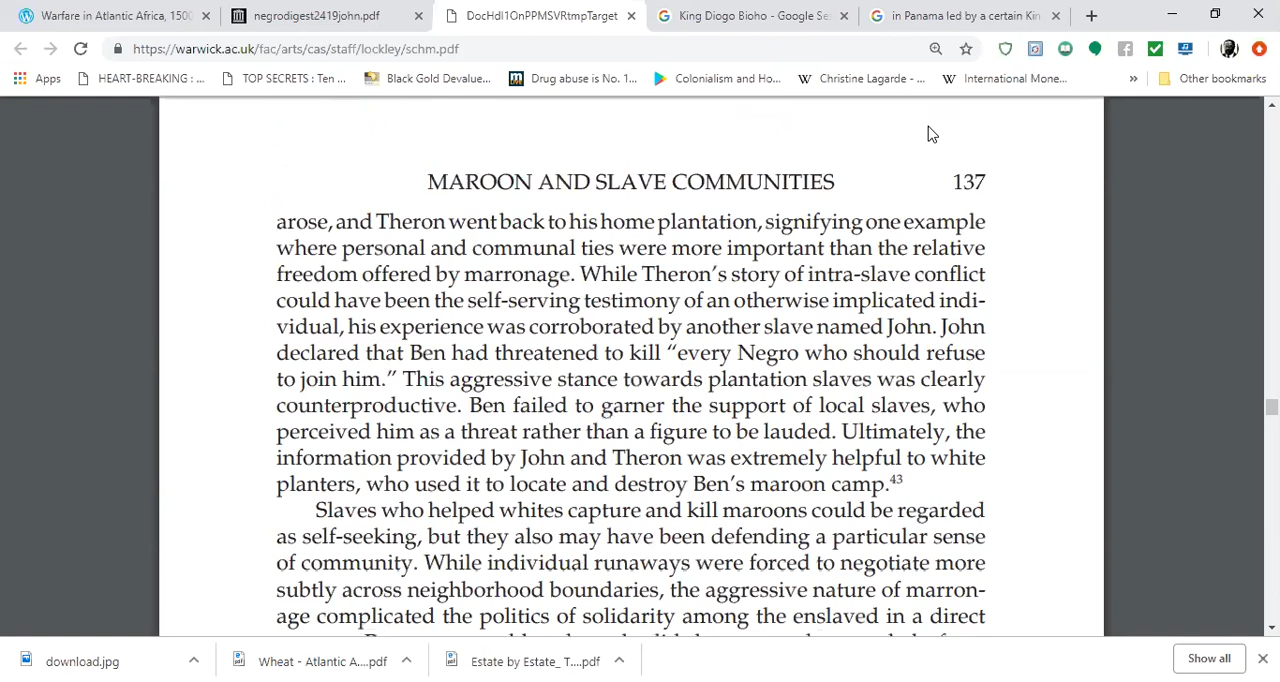 Warfare in Atlantic Africa, 1500
negrodigest2419john.pdf
DocHdl1OnPPMSVRtmpTarget
King Diogo Bioho - Google Se
in Panama led by a certain Kin
https://warwick.ac.uk/fac/arts/cas/staff/lockley/schm.pdf
Apps
HEART-BREAKING : ...
TOP SECRETS : Ten ...
Black Gold Devalue...
Drug abuse is No. 1...
Colonialism and Ho...
Christine Lagarde - ...
International Mone...
»
Other bookmarks
MAROON AND SLAVE COMMUNITIES 137
arose, and Theron went back to his home plantation, signifying one example
where personal and communal ties were more important than the relative
freedom offered by marronage. While Theron's story of intra-slave conflict
could have been the self-serving testimony of an otherwise implicated indi-
vidual, his experience was corroborated by another slave named John. John
declared that Ben had threatened to kill “every Negro who should refuse
to join him.” This aggressive stance towards plantation slaves was clearly
counterproductive. Ben failed to garner the support of local slaves, who
perceived him as a threat rather than a figure to be lauded. Ultimately, the
information provided by John and Theron was extremely helpful to white
planters, who used it to locate and destroy Ben's maroon camp.43
Slaves who helped whites capture and kill maroons could be regarded
as self-seeking, but they also may have been defending a particular sense
of community. While individual runaways were forced to negotiate more
subtly across neighborhood boundaries, the aggressive nature of marron-
age complicated the politics of solidarity among the enslaved in a direct
download.jpg
Wheat - Atlantic A....pdf
Estate by Estate_ T....pdf
Show all